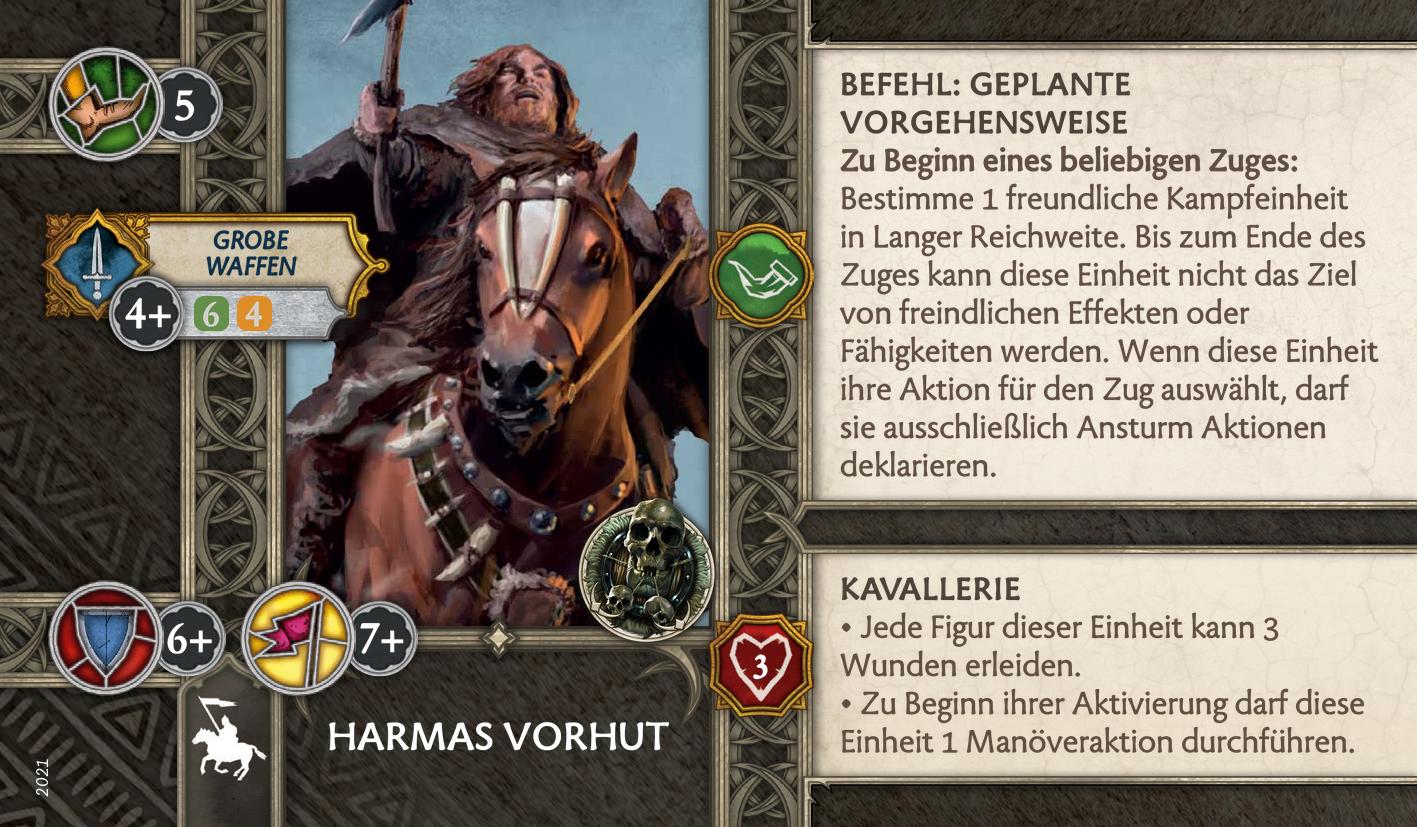 5
GROBE
WAFFEN
4+ 6 4
6+ 7+
HARMAS VORHUT
2021
BEFEHL: GEPLANTE
VORGEHENSWEISE
Zu Beginn eines beliebigen Zuges:
Bestimme 1 freundliche Kampfeinheit
in Langer Reichweite. Bis zum Ende des
Zuges kann diese Einheit nicht das Ziel
von freindlichen Effekten oder
Fähigkeiten werden. Wenn diese Einheit
ihre Aktion für den Zug auswählt, darf
sie ausschließlich Ansturm Aktionen
deklarieren.
3
KAVALLERIE
• Jede Figur dieser Einheit kann 3
Wunden erleiden.
• Zu Beginn ihrer Aktivierung darf diese
Einheit 1 Manöveraktion durchführen.